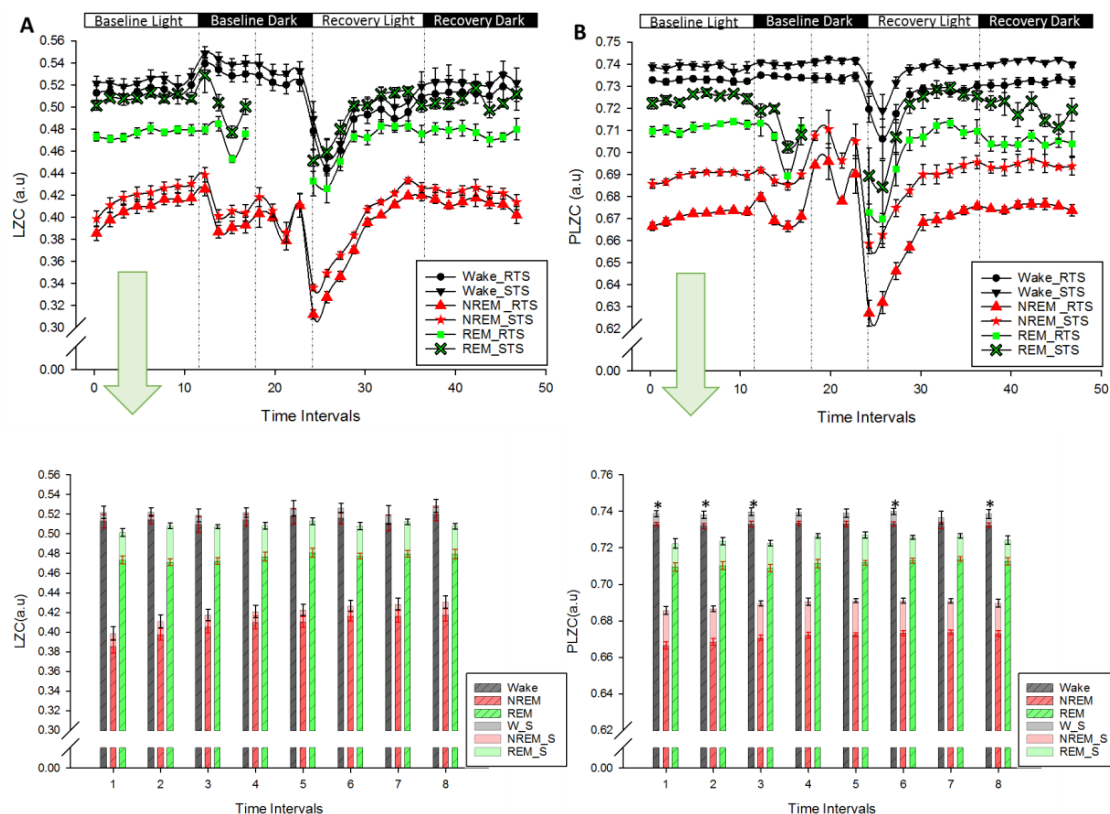 A
Baseline Light Baseline Dark Recovery Light Recovery Dark
0.56
0.54
0.52
0.50
0.48
0.46
0.44
0.42
0.40
0.38
0.36
0.34
0.32
0.30
0.00
LZC (a.u)
Wake_RTS
Wake_STS
NREM _RTS
NREM_STS
REM_RTS
REM_STS
0 10 20 30 40 50
Time Intervals
B
Baseline Light Baseline Dark Recovery Light Recovery Dark
0.75
0.74
0.73
0.72
0.71
0.70
0.69
0.68
0.67
0.66
0.65
0.64
0.63
0.62
0.00
PLZC (a.u)
Wake_RTS
Wake_STS
NREM_RTS
NREM_STS
REM_RTS
REM_STS
0 10 20 30 40 50
Time Intervals
0.56
0.54
0.52
0.50
0.48
0.46
0.44
0.42
0.40
0.38
0.36
0.34
0.32
0.30
0.00
LZC(a.u)
Wake
NREM
REM
W_S
NREM_S
REM_S
1 2 3 4 5 6 7 8
Time Intervals
0.76
0.74
0.72
0.70
0.68
0.66
0.64
0.62
0.00
PLZC(a.u)
* * * * *
Wake
NREM
REM
W_S
NREM_S
REM_S
1 2 3 4 5 6 7 8
Time Intervals